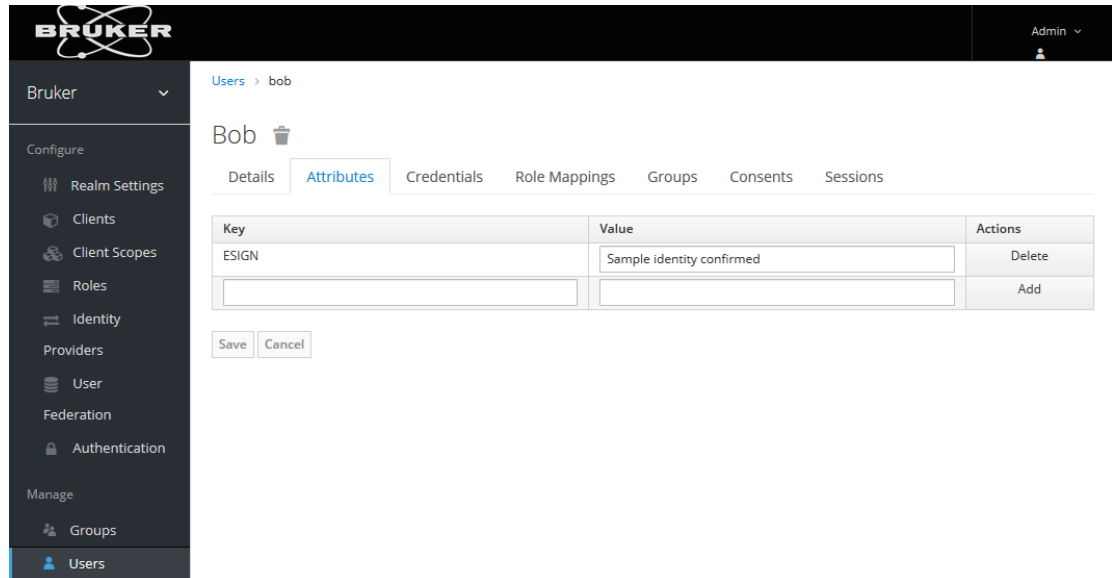 BRUKER
Admin
Bruker
Users > bob
Bob
Configure
Details Attributes Credentials Role Mappings Groups Consents Sessions
Realm Settings
Clients
Client Scopes
Roles
Identity
Providers
User
Federation
Authentication
Key Value Actions
ESIGN Sample identity confirmed Delete
Add
Save Cancel
Manage
Groups
Users